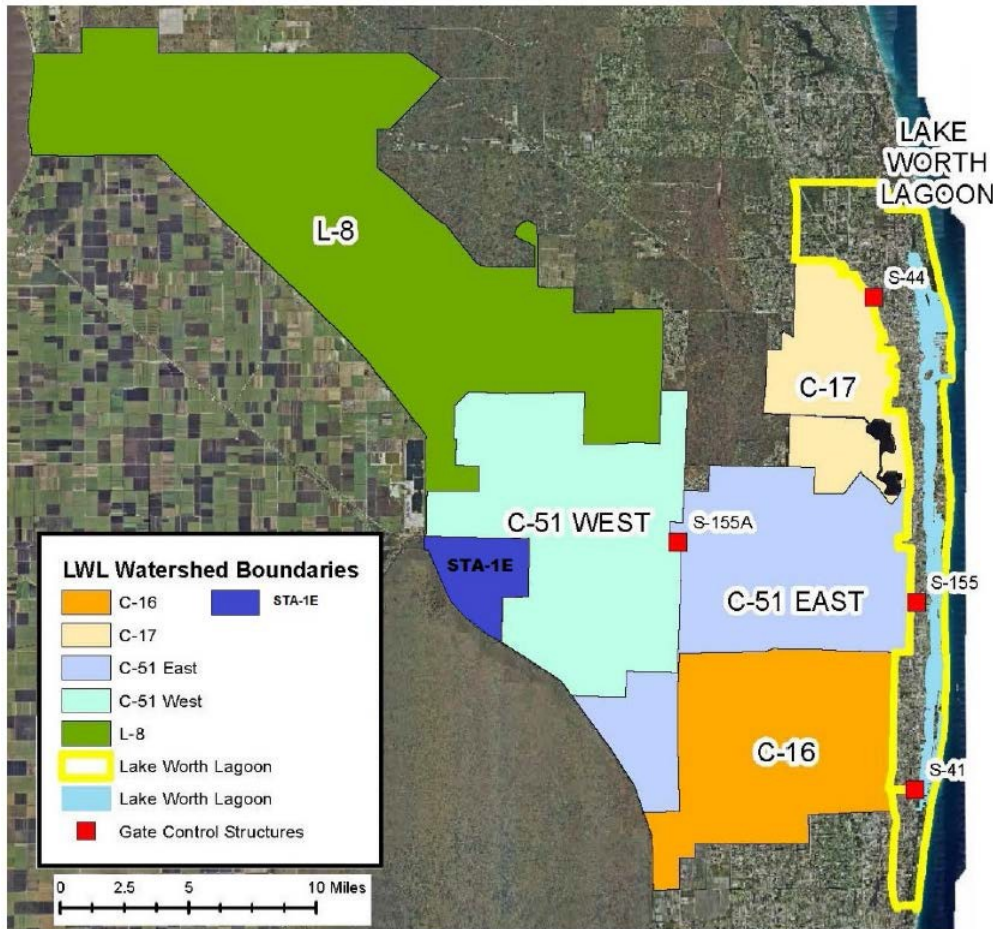 LAKE
WORTH
LAGOON
L-8
S-44
C-17
C-51 WEST
S-155A
STA-1E
S-155
C-51 EAST
C-16
S-41
LWL Watershed Boundaries
C-16
STA-1E
C-17
C-51 East
C-51 West
L-8
Lake Worth Lagoon
Lake Worth Lagoon
Gate Control Structures
0 2.5 5 10 Miles